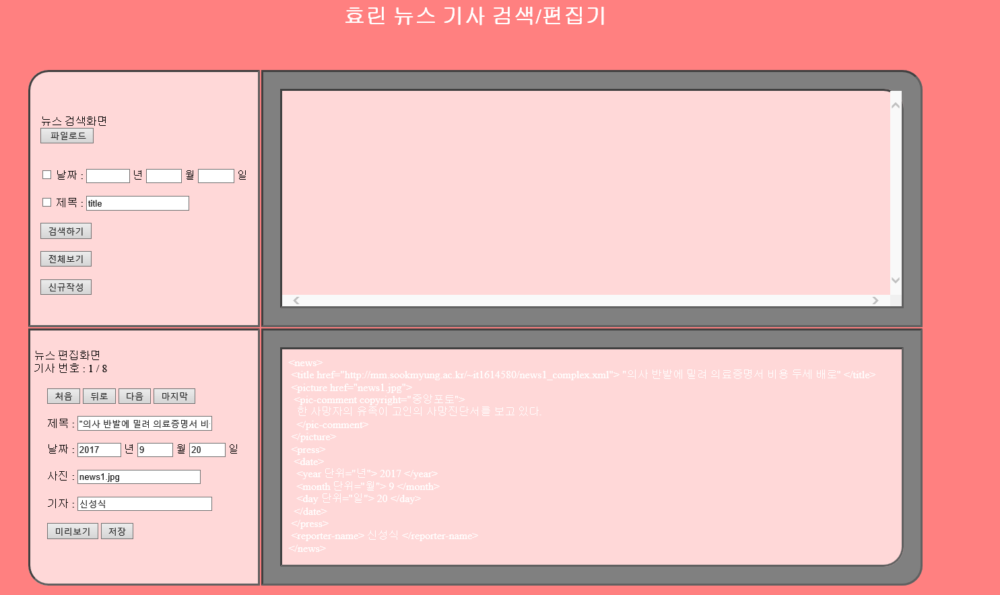 효린 뉴스 기사 검색/편집기
뉴스 검색화면
파일로드
날짜 : 년 월 일
제목 : title
검색하기
전체보기
신규작성
뉴스 편집화면
기사 번호 : 1 / 8
처음 뒤로 다음 마지막
제목 : "의사 반발에 밀려 의료증명서 비
날짜 : 2017 년 9 월 20 일
사진 : news1.jpg
기자 : 신성식
미리보기 저장
<news>
<title href="http://mm.sookmyung.ac.kr/~it1614580/news1_complex.xml"> "의사 반발에 밀려 의료증명서 비용 두세 배로" </title>
<picture href="news1.jpg">
<pic-comment copyright="중앙포토">
한 사망자의 유족이 고인의 사망진단서를 보고 있다.
</pic-comment>
</picture>
<press>
<date>
<year 단위="년"> 2017 </year>
<month 단위="월"> 9 </month>
<day 단위="일"> 20 </day>
</date>
</press>
<reporter-name> 신성식 </reporter-name>
</news>